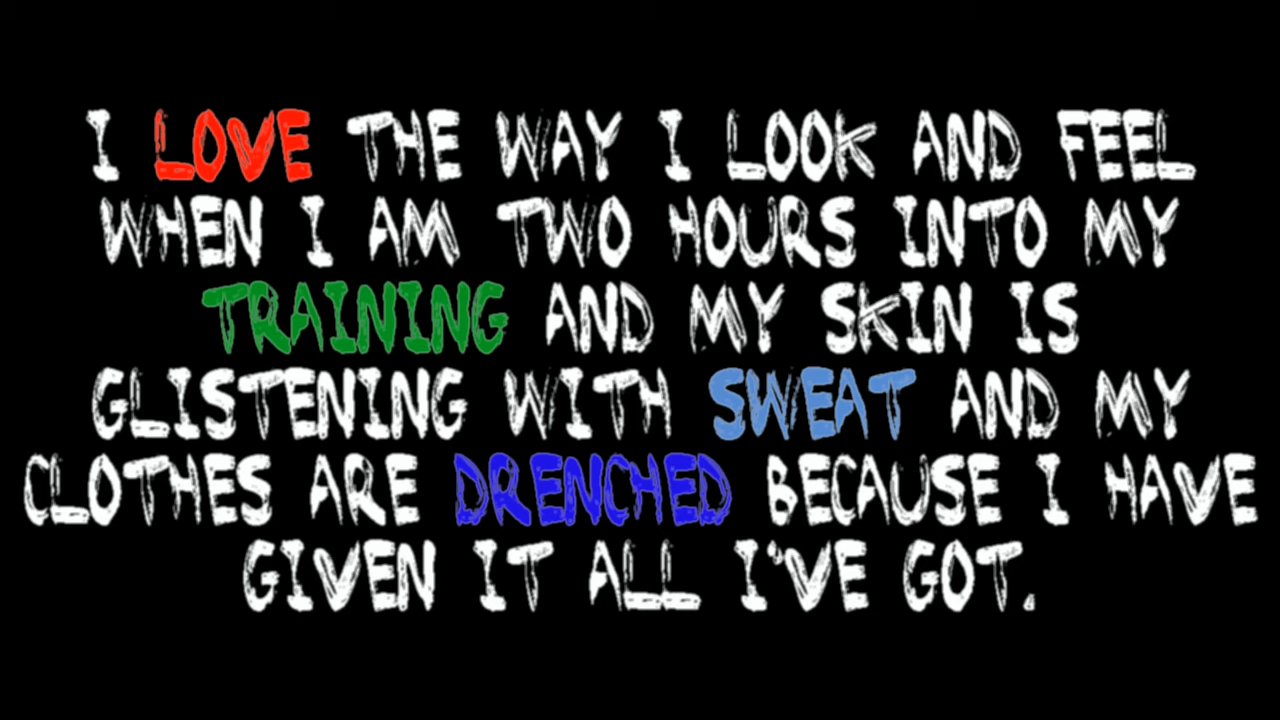 I LOVE THE WAY I LOOK AND FEEL
WHEN I AM TWO HOURS INTO MY
TRAINING AND MY SKIN IS
GLISTENING WITH SWEAT AND MY
CLOTHES ARE DRENCHED BECAUSE I HAVE
GIVEN IT ALL I'VE GOT.